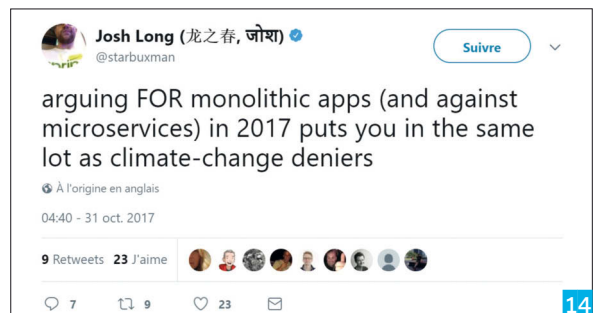 Josh Long (龙之春, जोश)
@starbuxman
Suivre
arguing FOR monolithic apps (and against
microservices) in 2017 puts you in the same
lot as climate-change deniers
À l'origine en anglais
04:40 - 31 oct. 2017
9 Retweets 23 J'aime
7 9 23
14